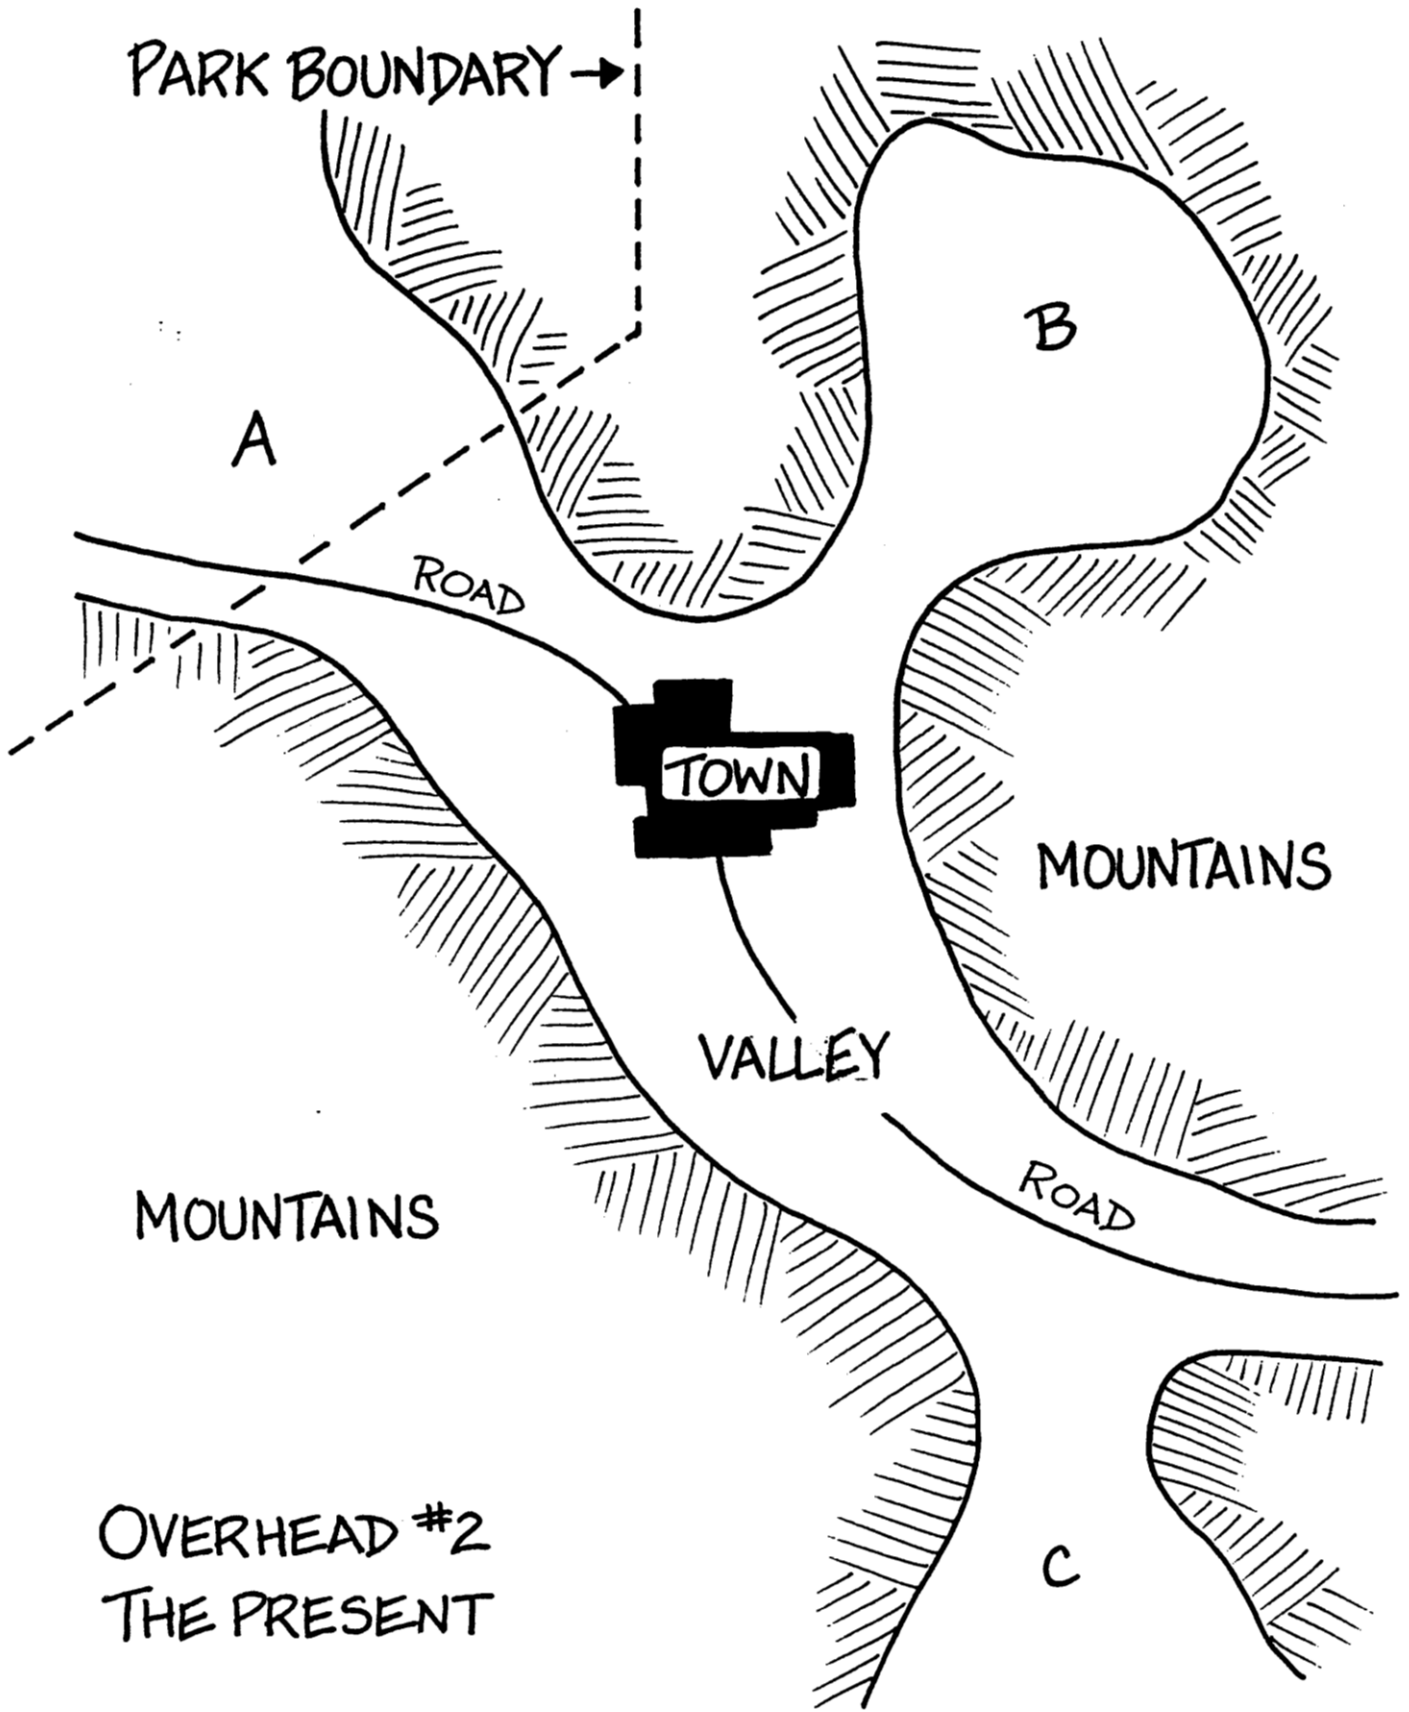 PARK BOUNDARY →
B
A
ROAD
TOWN
MOUNTAINS
VALLEY
ROAD
MOUNTAINS
OVERHEAD #2
THE PRESENT
C